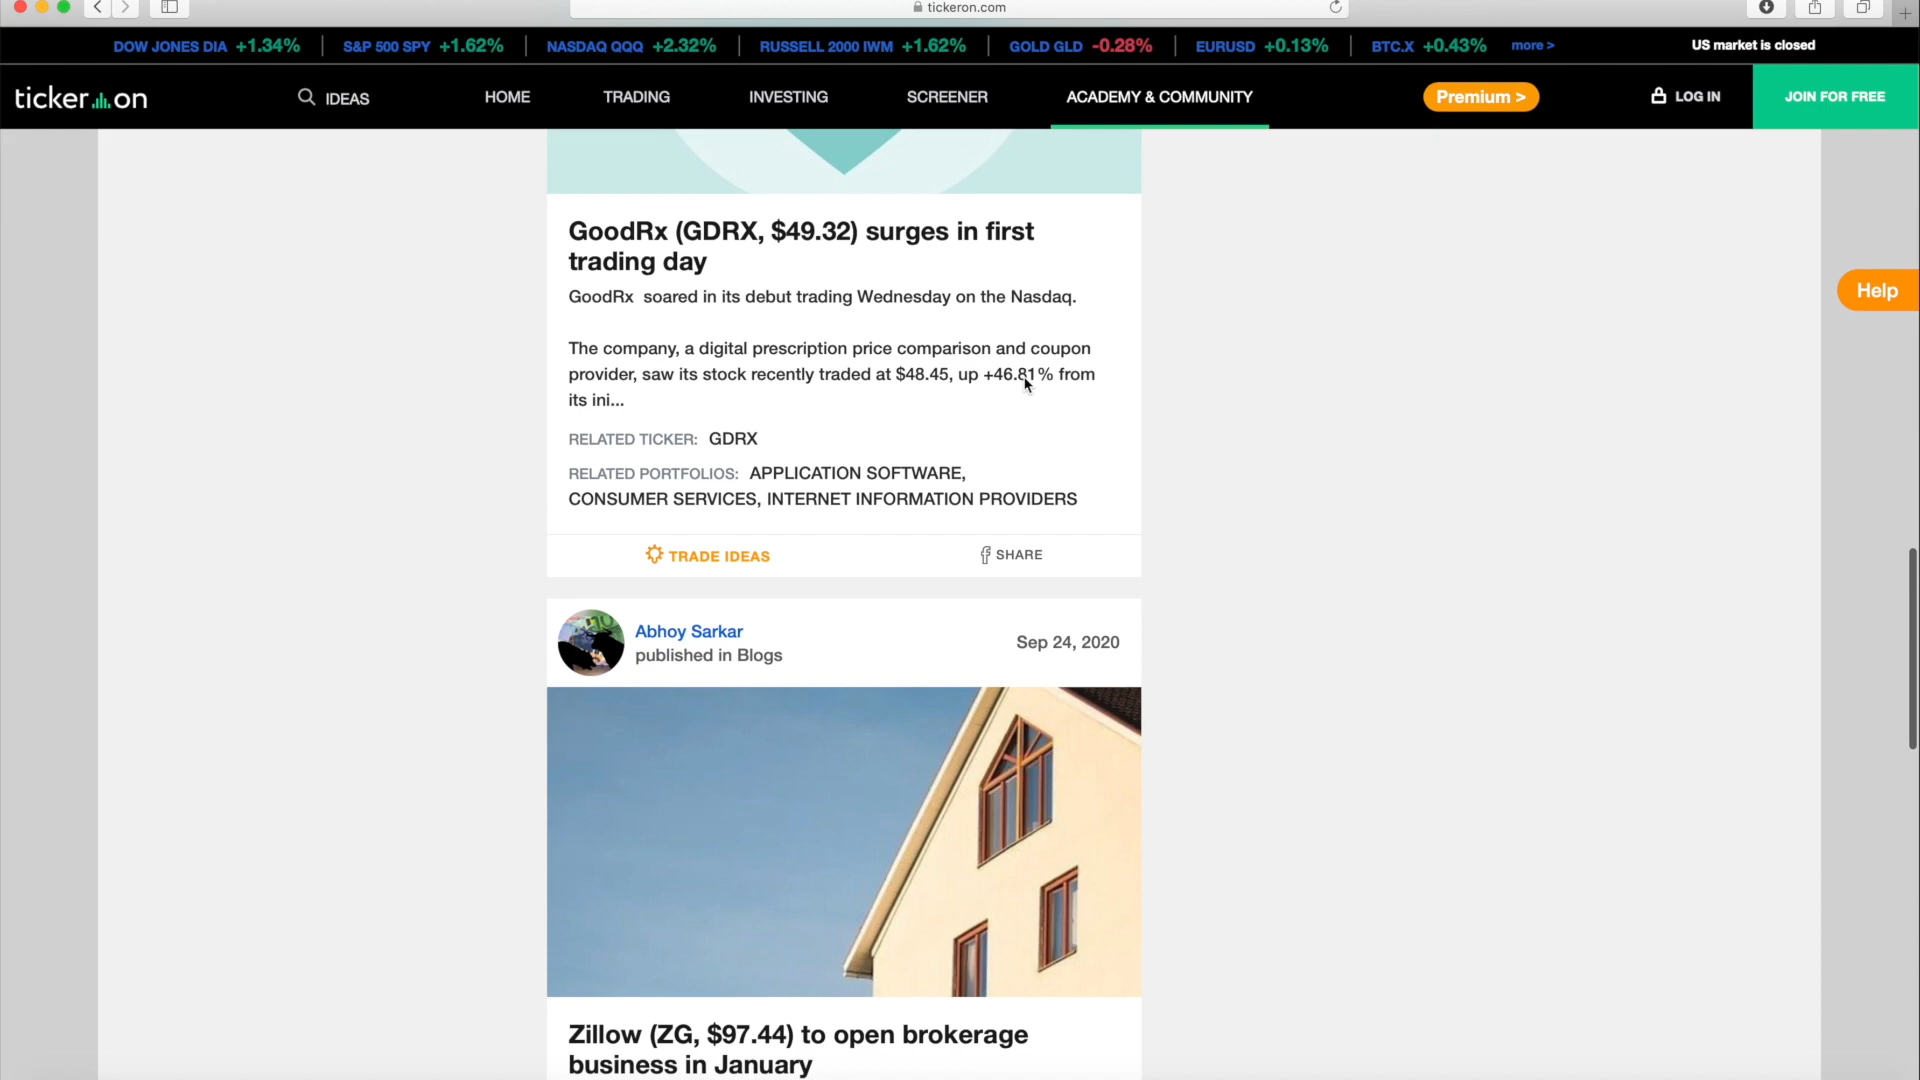 tickeron.com
DOW JONES DIA +1.34% | S&P 500 SPY +1.62% | NASDAQ QQQ +2.32% | RUSSELL 2000 IWM +1.62% | GOLD GLD -0.28% | EURUSD +0.13% | BTC.X +0.43% more > US market is closed
tickeron IDEAS HOME TRADING INVESTING SCREENER ACADEMY & COMMUNITY Premium > LOG IN JOIN FOR FREE
GoodRx (GDRX, $49.32) surges in first
trading day
GoodRx soared in its debut trading Wednesday on the Nasdaq.
The company, a digital prescription price comparison and coupon
provider, saw its stock recently traded at $48.45, up +46.81% from
its ini...
RELATED TICKER: GDRX
RELATED PORTFOLIOS: APPLICATION SOFTWARE,
CONSUMER SERVICES, INTERNET INFORMATION PROVIDERS
TRADE IDEAS SHARE
Help
Abhoy Sarkar
published in Blogs
Sep 24, 2020
Zillow (ZG, $97.44) to open brokerage
business in January